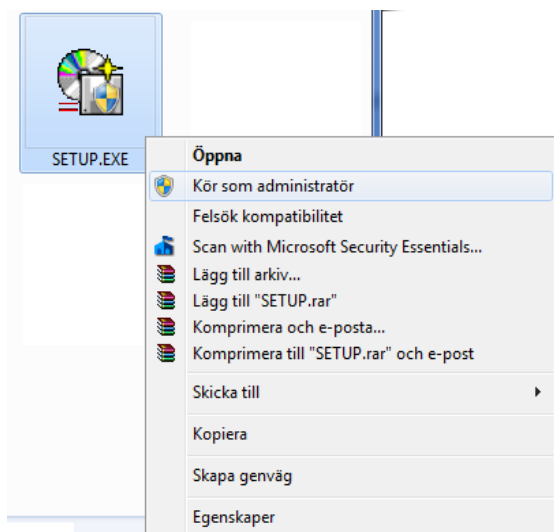 SETUP.EXE
Öppna
Kör som administratör
Felsök kompatibilitet
Scan with Microsoft Security Essentials...
Lägg till arkiv...
Lägg till "SETUP.rar"
Komprimera och e-posta...
Komprimera till "SETUP.rar" och e-post
Skicka till
Kopiera
Skapa genväg
Egenskaper